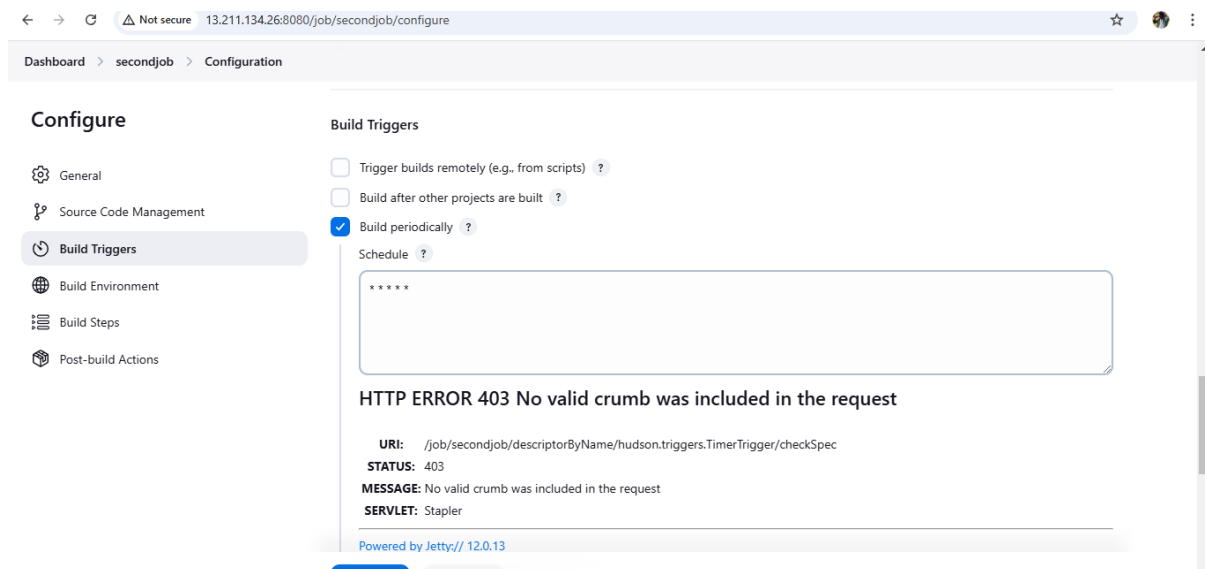 Not secure 13.211.134.26:8080/job/secondjob/configure
Dashboard > secondjob > Configuration
Configure
General
Source Code Management
Build Triggers
Build Environment
Build Steps
Post-build Actions
Build Triggers
Trigger builds remotely (e.g., from scripts) ?
Build after other projects are built ?
Build periodically ?
Schedule ?
* * * * *
HTTP ERROR 403 No valid crumb was included in the request
URI: /job/secondjob/descriptorByName/hudson.triggers.TimerTrigger/checkSpec
STATUS: 403
MESSAGE: No valid crumb was included in the request
SERVLET: Stapler
Powered by Jetty:// 12.0.13